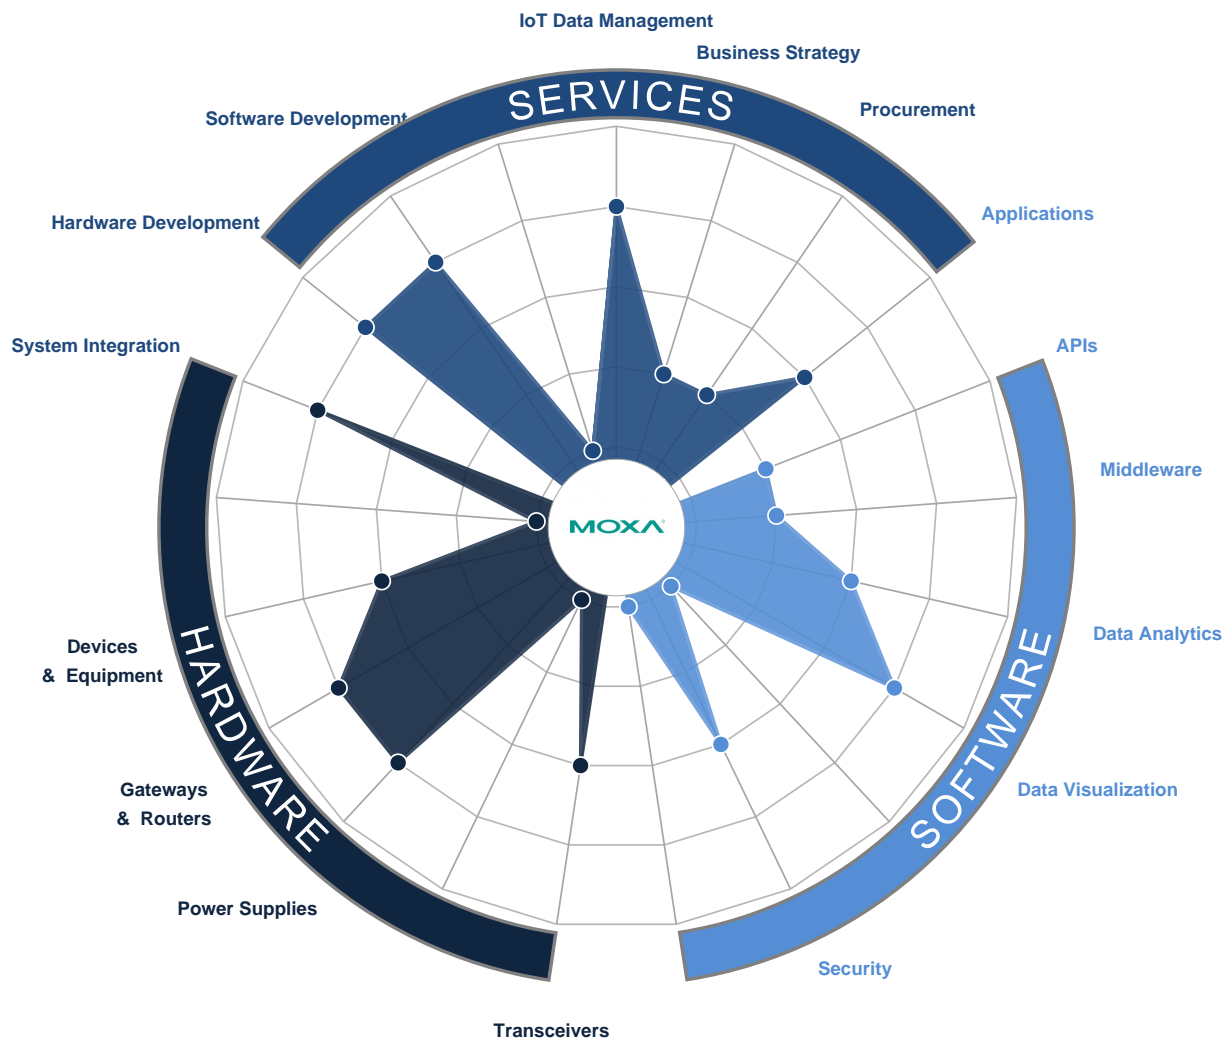 IoT Data Management
Business Strategy
Procurement
SERVICES
Software Development
Applications
Hardware Development
System Integration
APIs
Middleware
MOXA®
Devices
& Equipment
HARDWARE
SOFTWARE
Data Analytics
Gateways
& Routers
Data Visualization
Power Supplies
Security
Transceivers